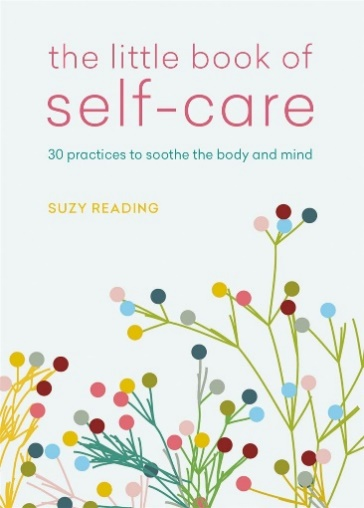 the little book of
self-care
30 practices to soothe the body and mind
SUZY READING